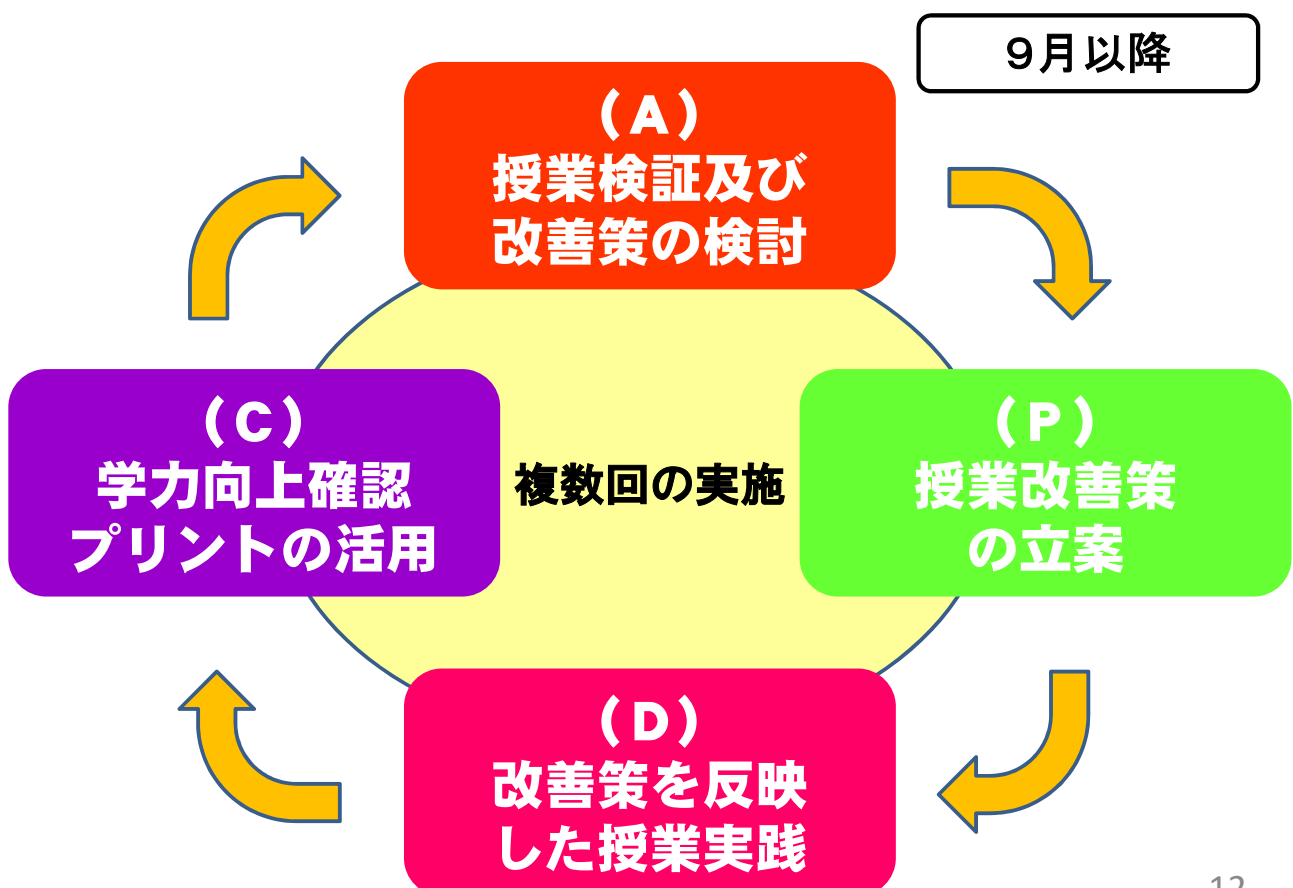 ９月以降
（Ａ）
授業検証及び
改善策の検討
（Ｃ）
学力向上確認
プリントの活用
複数回の実施
（Ｐ）
授業改善策
の立案
（Ｄ）
改善策を反映
した授業実践
12